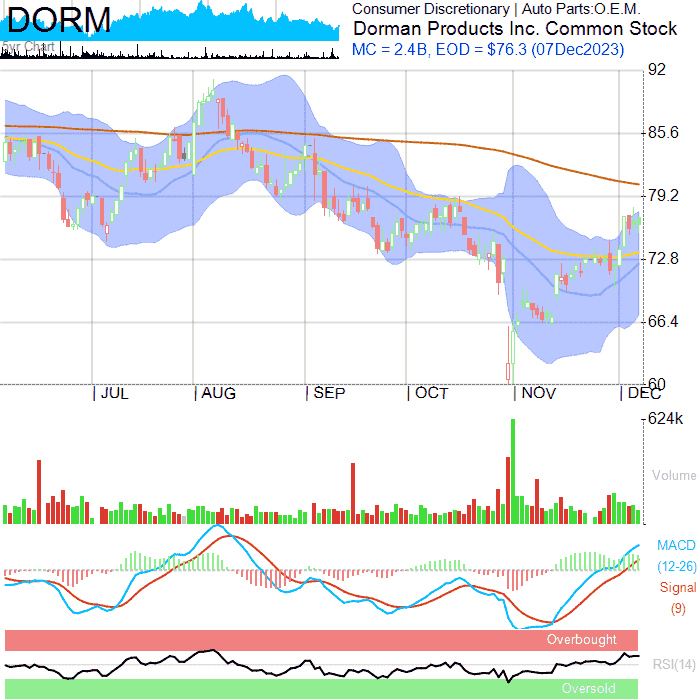 DORM
5yr Chart
Consumer Discretionary | Auto Parts:O.E.M.
Dorman Products Inc. Common Stock
MC = 2.4B, EOD = $76.3 (07Dec2023)
92
85.6
79.2
72.8
66.4
60
JUL AUG SEP OCT NOV DEC
624k
Volume
MACD
(12-26)
Signal
(9)
Overbought
RSI(14)
Oversold